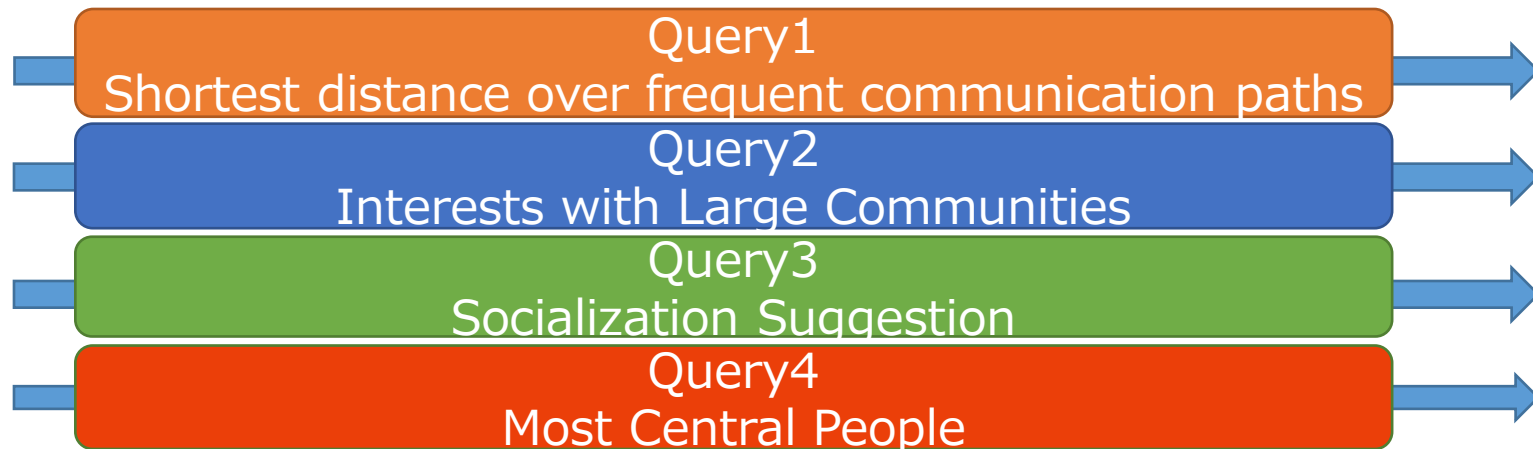 Query1
Shortest distance over frequent communication paths
Query2
Interests with Large Communities
Query3
Socialization Suggestion
Query4
Most Central People